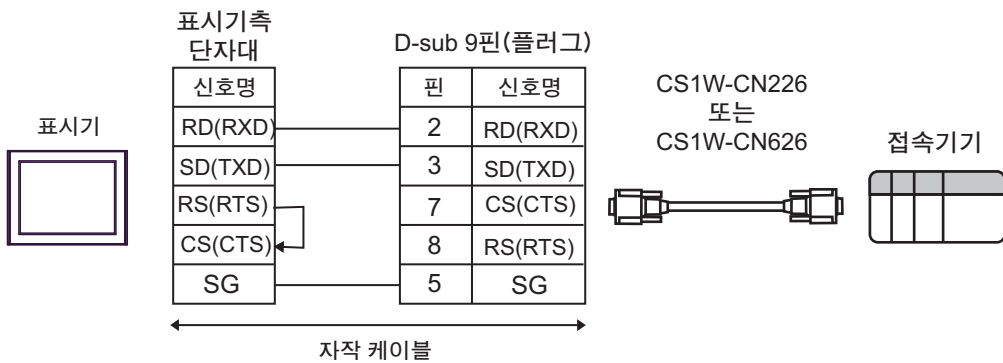 표시기측
단자대
D-sub 9핀(플러그)
신호명 핀 신호명
RD(RXD) 2 RD(RXD)
SD(TXD) 3 SD(TXD)
RS(RTS) 7 CS(CTS)
CS(CTS) 8 RS(RTS)
SG 5 SG
표시기
CS1W-CN226
또는
CS1W-CN626
접속기기
자작 케이블